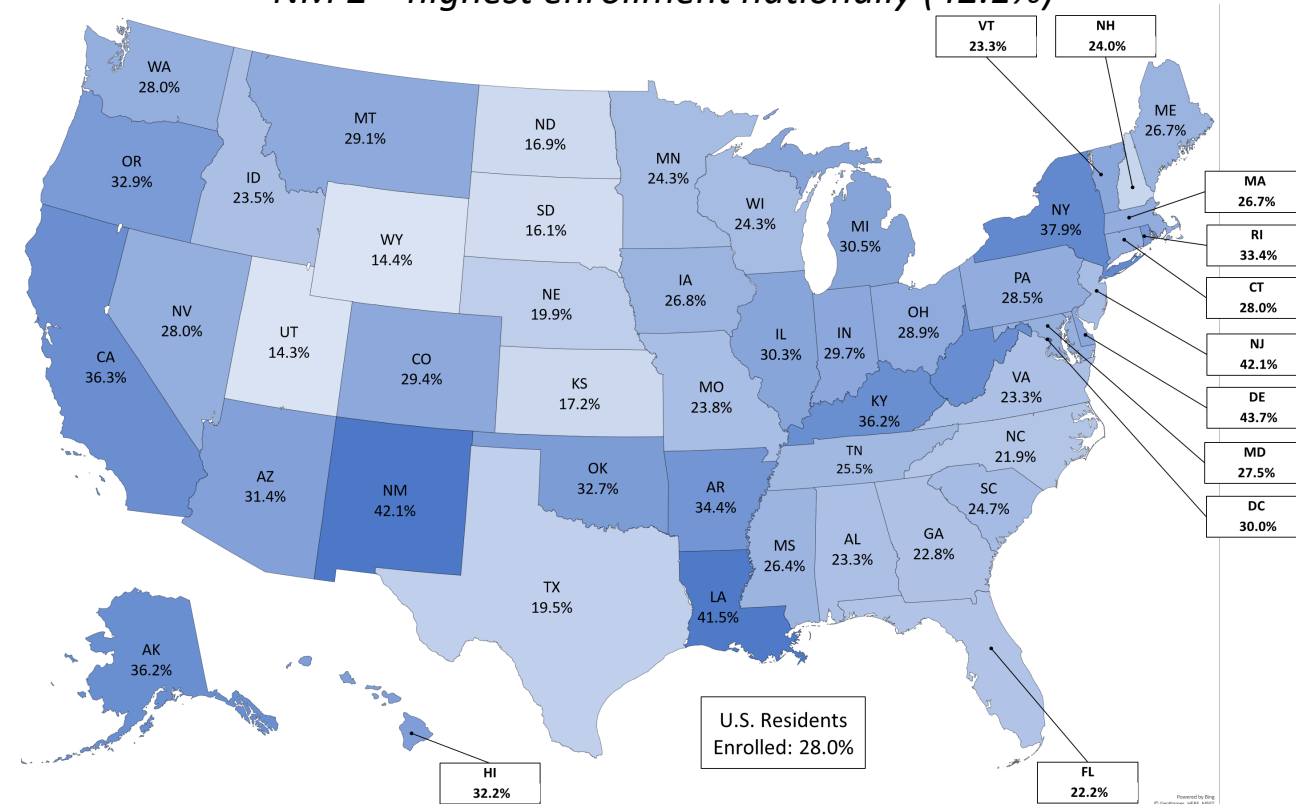 highest enrollment nationally
VT
23.3%
NH
24.0%
WA
28.0%
MT
29.1%
ND
16.9%
ME
26.7%
OR
32.9%
ID
23.5%
MN
24.3%
MA
26.7%
WI
24.3%
SD
16.1%
NY
37.9%
MI
30.5%
RI
33.4%
WY
14.4%
CT
28.0%
PA
28.5%
IA
26.8%
NE
19.9%
NV
28.0%
OH
28.9%
UT
14.3%
IL
30.3%
IN
29.7%
NJ
42.1%
CA
36.3%
CO
29.4%
VA
23.3%
KS
17.2%
MO
23.8%
DE
43.7%
KY
36.2%
NC
21.9%
TN
25.5%
MD
27.5%
AZ
31.4%
OK
32.7%
NM
42.1%
AR
34.4%
SC
24.7%
DC
30.0%
GA
22.8%
MS
26.4%
AL
23.3%
TX
19.5%
LA
41.5%
AK
36.2%
U.S. Residents
Enrolled: 28.0%
HI
32.2%
FL
22.2%
Powered by Bing